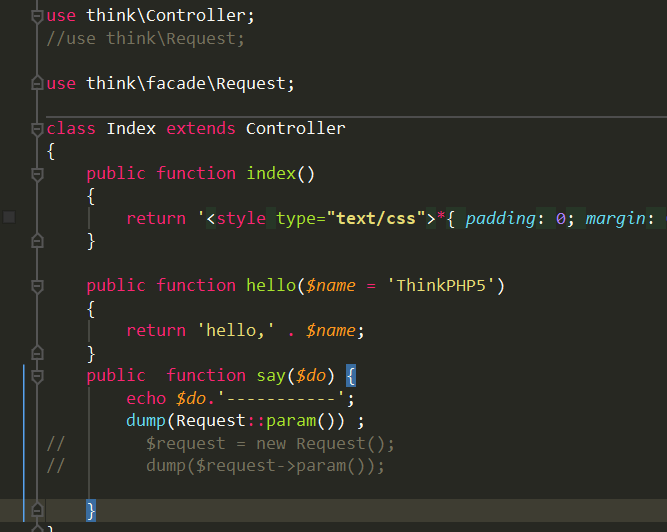 use think\Controller;
//use think\Request;
use think\facade\Request;
class Index extends Controller
{
    public function index()
    {
        return '<style type="text/css">*{ padding: 0; margin:
    }
    public function hello($name = 'ThinkPHP5')
    {
        return 'hello,' . $name;
    }
    public  function say($do) {
        echo $do.'-----------';
        dump(Request::param()) ;
//        $request = new Request();
//        dump($request->param());
    }
}